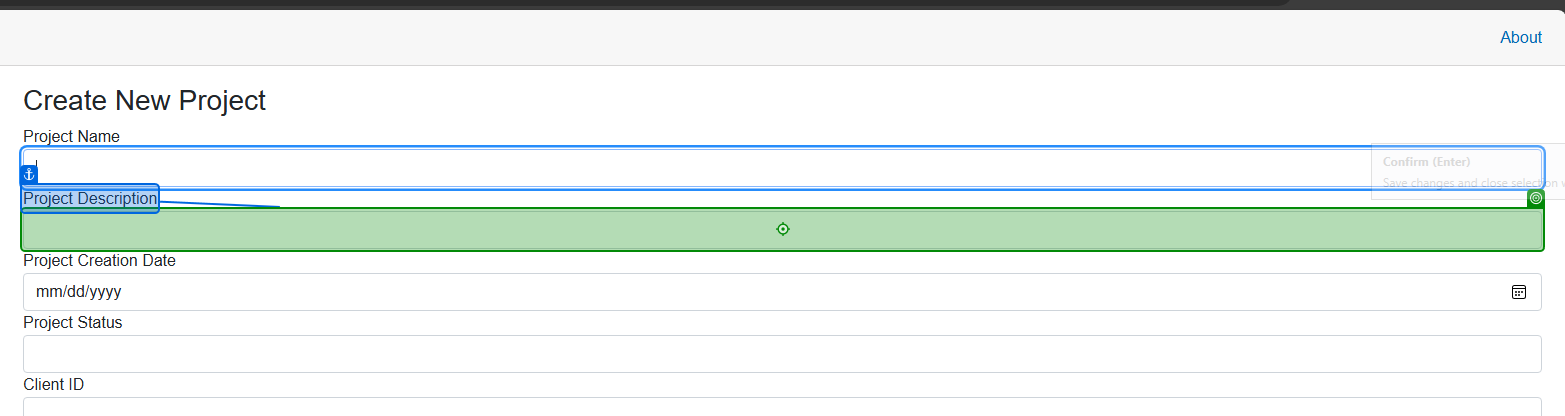 About
Create New Project
Project Name
Confirm (Enter)
Save changes and close selection
Project Description
Project Creation Date
mm/dd/yyyy
Project Status
Client ID